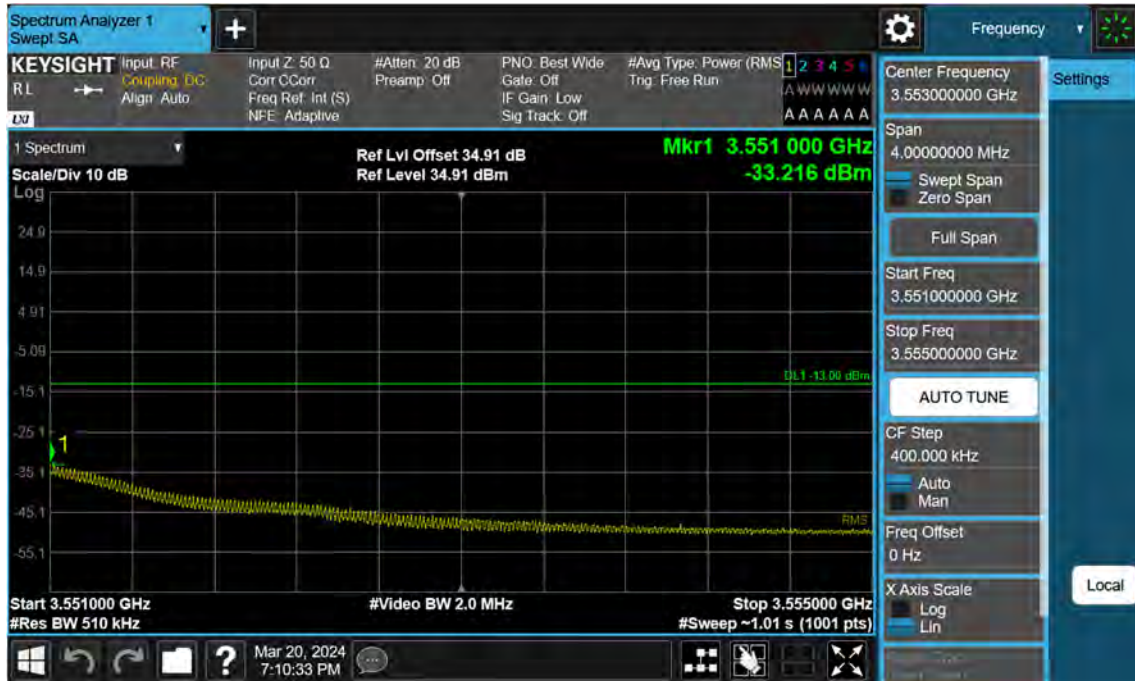 Spectrum Analyzer 1
Swept SA
Frequency
KEYSIGHT
RL
LXI
Input: RF
Coupling: DC
Align: Auto
Input Z: 50 Ω
Corr CCorr
Freq Ref: Int (S)
NFE: Adaptive
#Atten: 20 dB
Preamp: Off
PNO: Best Wide
Gate: Off
IF Gain: Low
Sig Track: Off
#Avg Type: Power (RMS
Trig: Free Run
1 2 3 4 5 6
A W W W W W
A A A A A A
1 Spectrum
Scale/Div 10 dB
Log
Ref Lvl Offset 34.91 dB
Ref Level 34.91 dBm
Mkr1 3.551 000 GHz
-33.216 dBm
24.9
14.9
4.91
-5.09
DL1 -13.00 dBm
-15.1
-25.1
1
-35.1
-45.1
RMS
-55.1
Start 3.551000 GHz
#Video BW 2.0 MHz
Stop 3.555000 GHz
#Res BW 510 kHz
#Sweep ~1.01 s (1001 pts)
?
Mar 20, 2024
7:10:33 PM
Center Frequency
3.553000000 GHz
Settings
Span
4.00000000 MHz
Swept Span
Zero Span
Full Span
Start Freq
3.551000000 GHz
Stop Freq
3.555000000 GHz
AUTO TUNE
CF Step
400.000 kHz
Auto
Man
Freq Offset
0 Hz
X Axis Scale
Log
Lin
Local